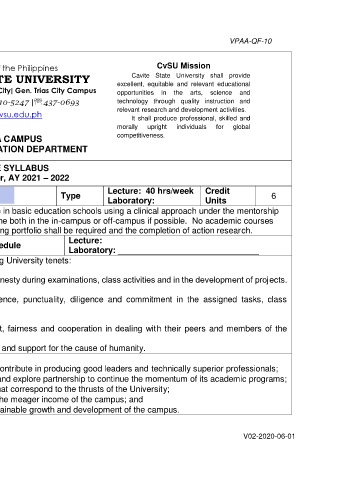 VPAA-QF-10
f the Philippines
TE UNIVERSITY
City| Gen. Trias City Campus
10-5247 |☏437-0693
vsu.edu.ph
CvSU Mission
Cavite State University shall provide
excellent, equitable and relevant educational
opportunities in the arts, science and
technology through quality instruction and
relevant research and development activities.
It shall produce professional, skilled and
morally upright individuals for global
competitiveness.
A CAMPUS
ATION DEPARTMENT
E SYLLABUS
r, AY 2021 – 2022
Type
Lecture: 40 hrs/week
Laboratory:
Credit
Units
6
e in basic education schools using a clinical approach under the mentorship
me both in the in-campus or off-campus if possible. No academic courses
ng portfolio shall be required and the completion of action research.
edule
Lecture:
Laboratory: ________________________________
ng University tenets:
nesty during examinations, class activities and in the development of projects.
ence, punctuality, diligence and commitment in the assigned tasks, class
t, fairness and cooperation in dealing with their peers and members of the
and support for the cause of humanity.
ontribute in producing good leaders and technically superior professionals;
and explore partnership to continue the momentum of its academic programs;
hat correspond to the thrusts of the University;
he meager income of the campus; and
ainable growth and development of the campus.
V02-2020-06-01